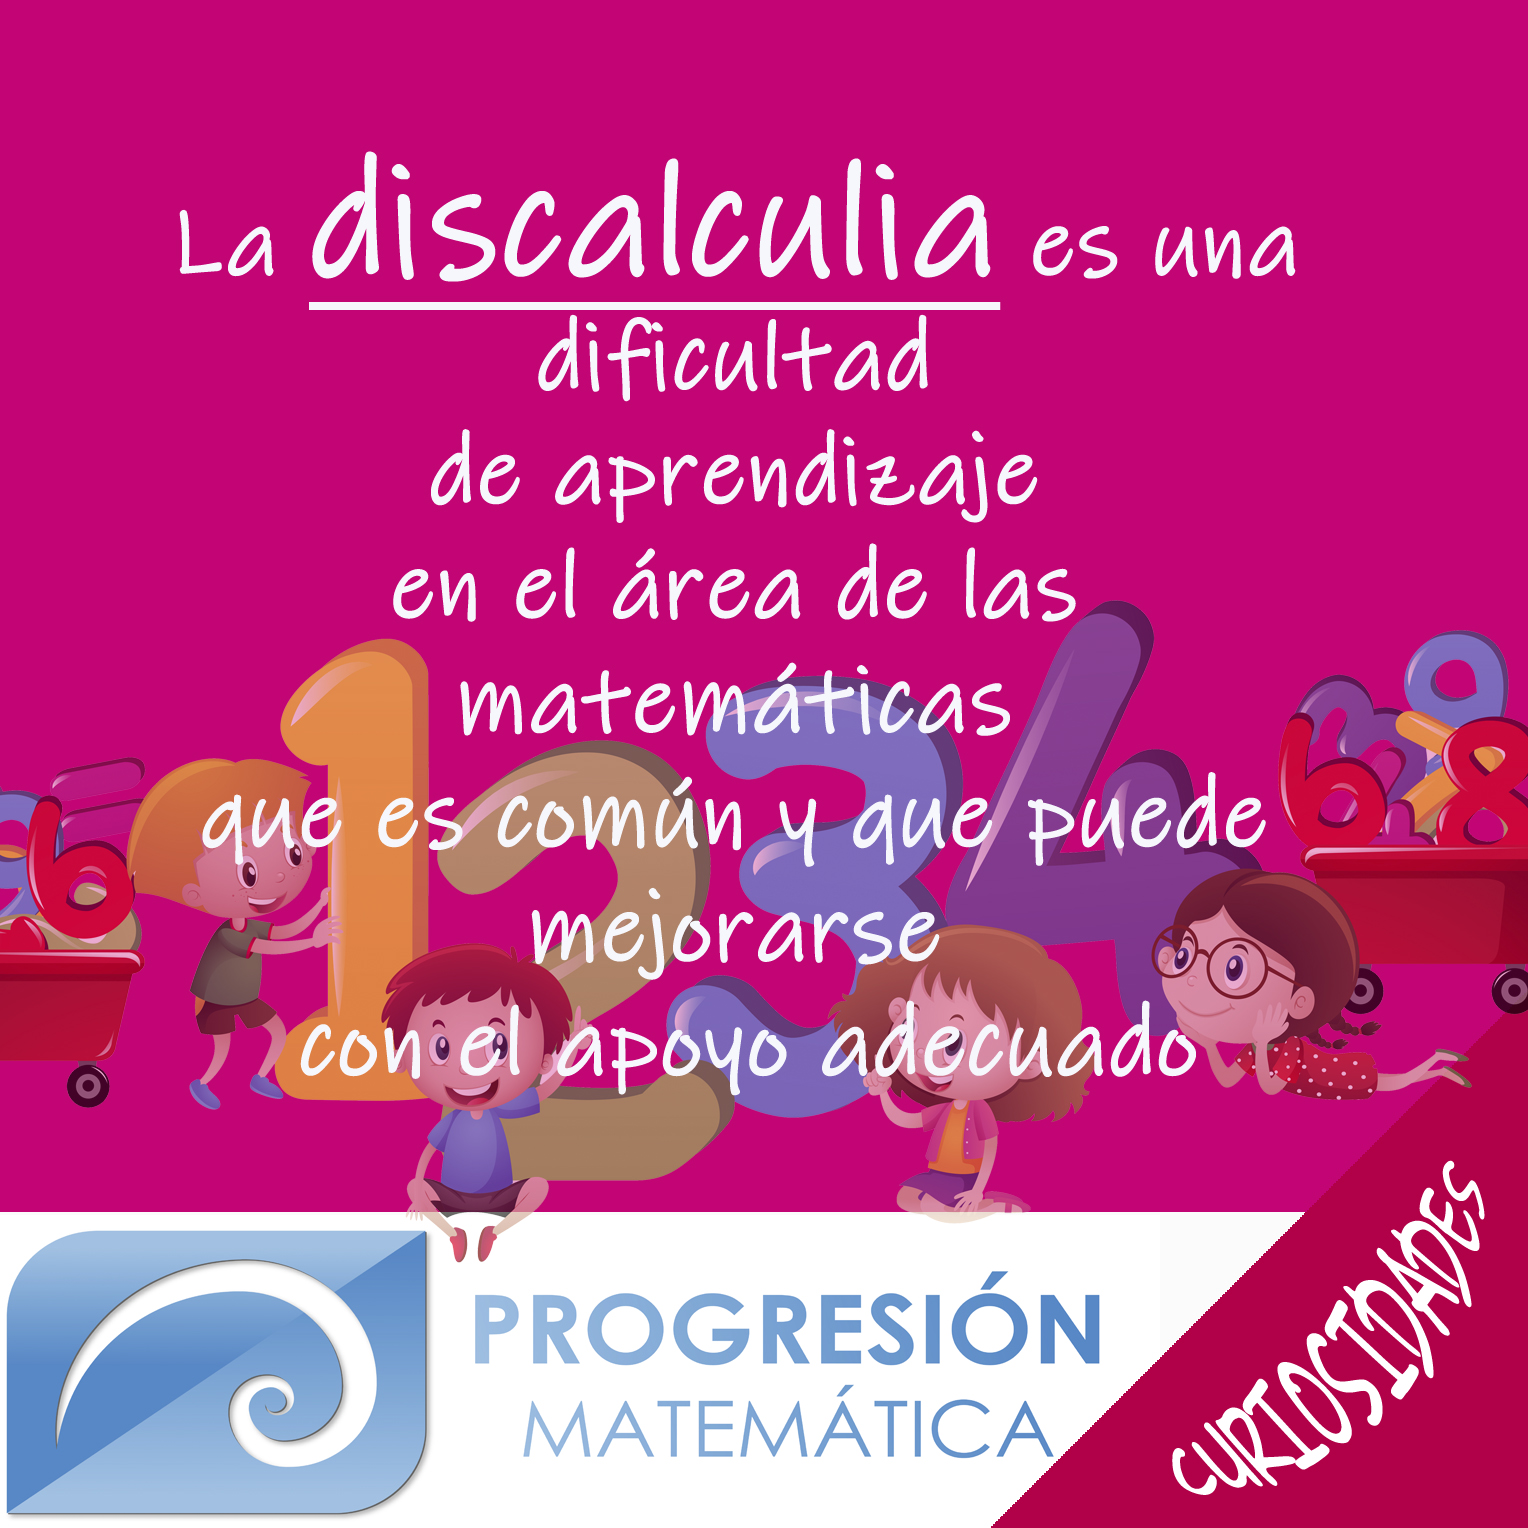 La discalculia es una
dificultad
de aprendizaje
en el área de las
matemáticas
que es común y que puede
mejorarse
con el apoyo adecuado
PROGRESIÓN
MATEMÁTICA
CURIOSIDADES